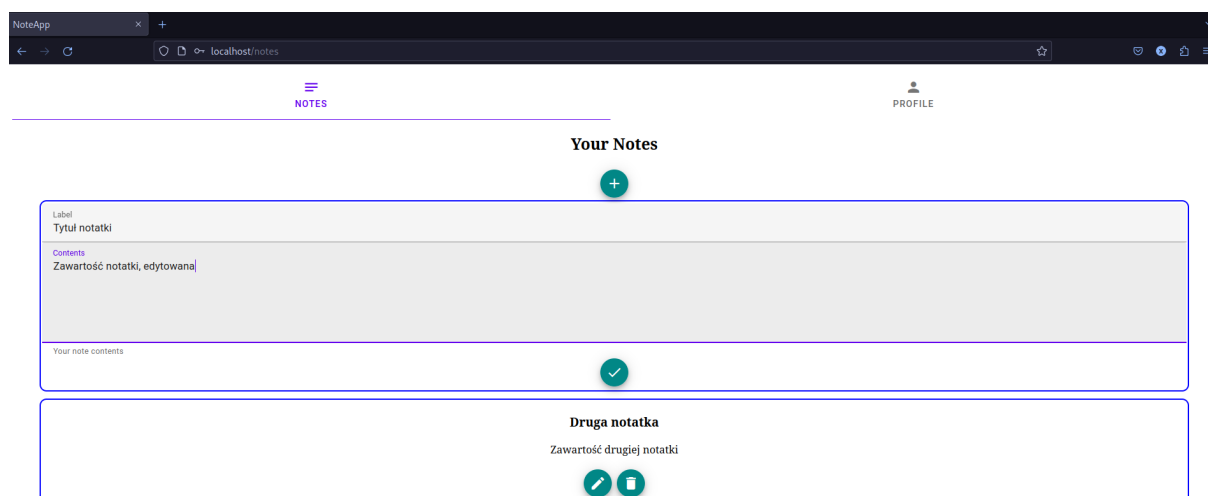 NoteApp
localhost/notes
NOTES
PROFILE
Your Notes
Label
Tytuł notatki
Contents
Zawartość notatki, edytowana
Your note contents
Druga notatka
Zawartość drugiej notatki